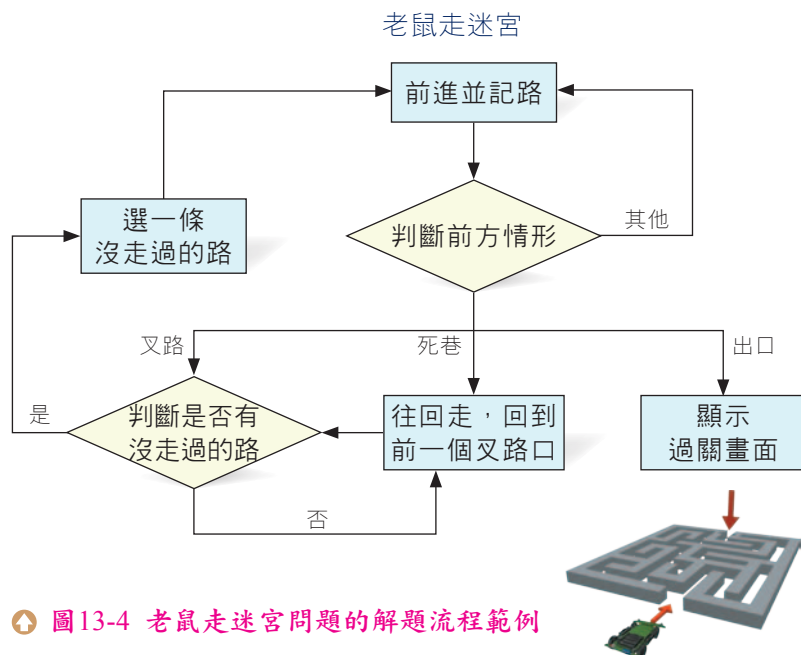 老鼠走迷宮
前進並記路
選一條
沒走過的路
判斷前方情形
其他
叉路
死巷
出口
是
判斷是否有
沒走過的路
往回走，回到
前一個叉路口
顯示
過關畫面
否
圖13-4 老鼠走迷宮問題的解題流程範例